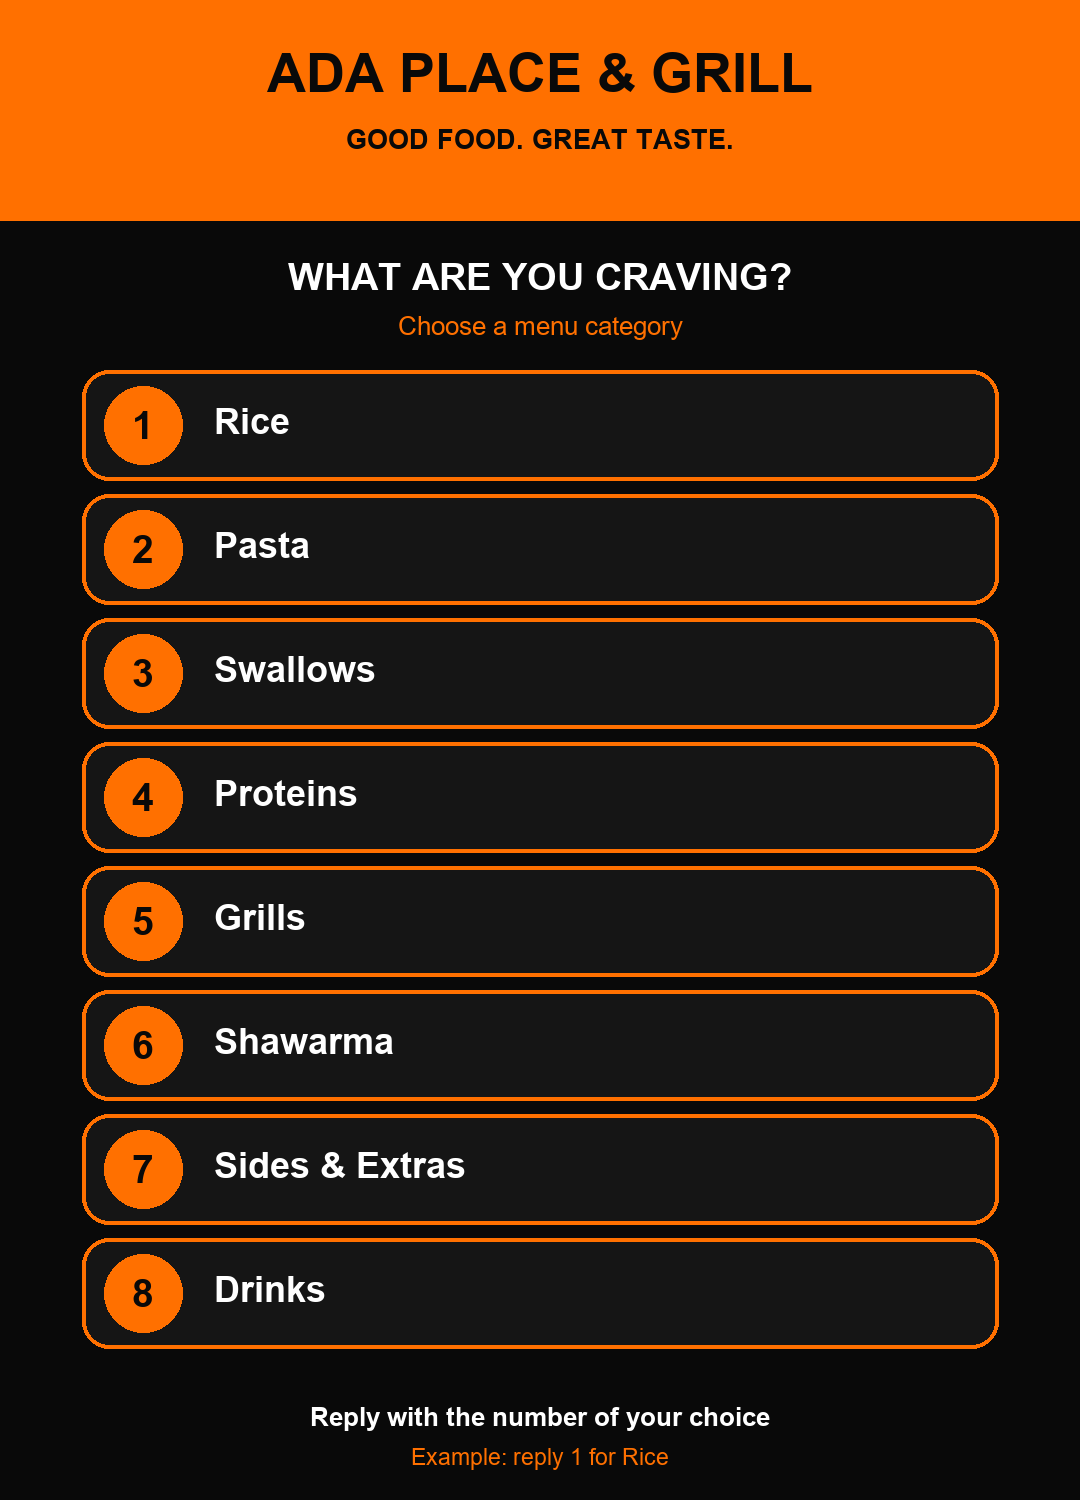 ADA PLACE & GRILL
GOOD FOOD. GREAT TASTE.
WHAT ARE YOU CRAVING?
Choose a menu category
1 Rice
2 Pasta
3 Swallows
4 Proteins
5 Grills
6 Shawarma
7 Sides & Extras
8 Drinks
Reply with the number of your choice
Example: reply 1 for Rice